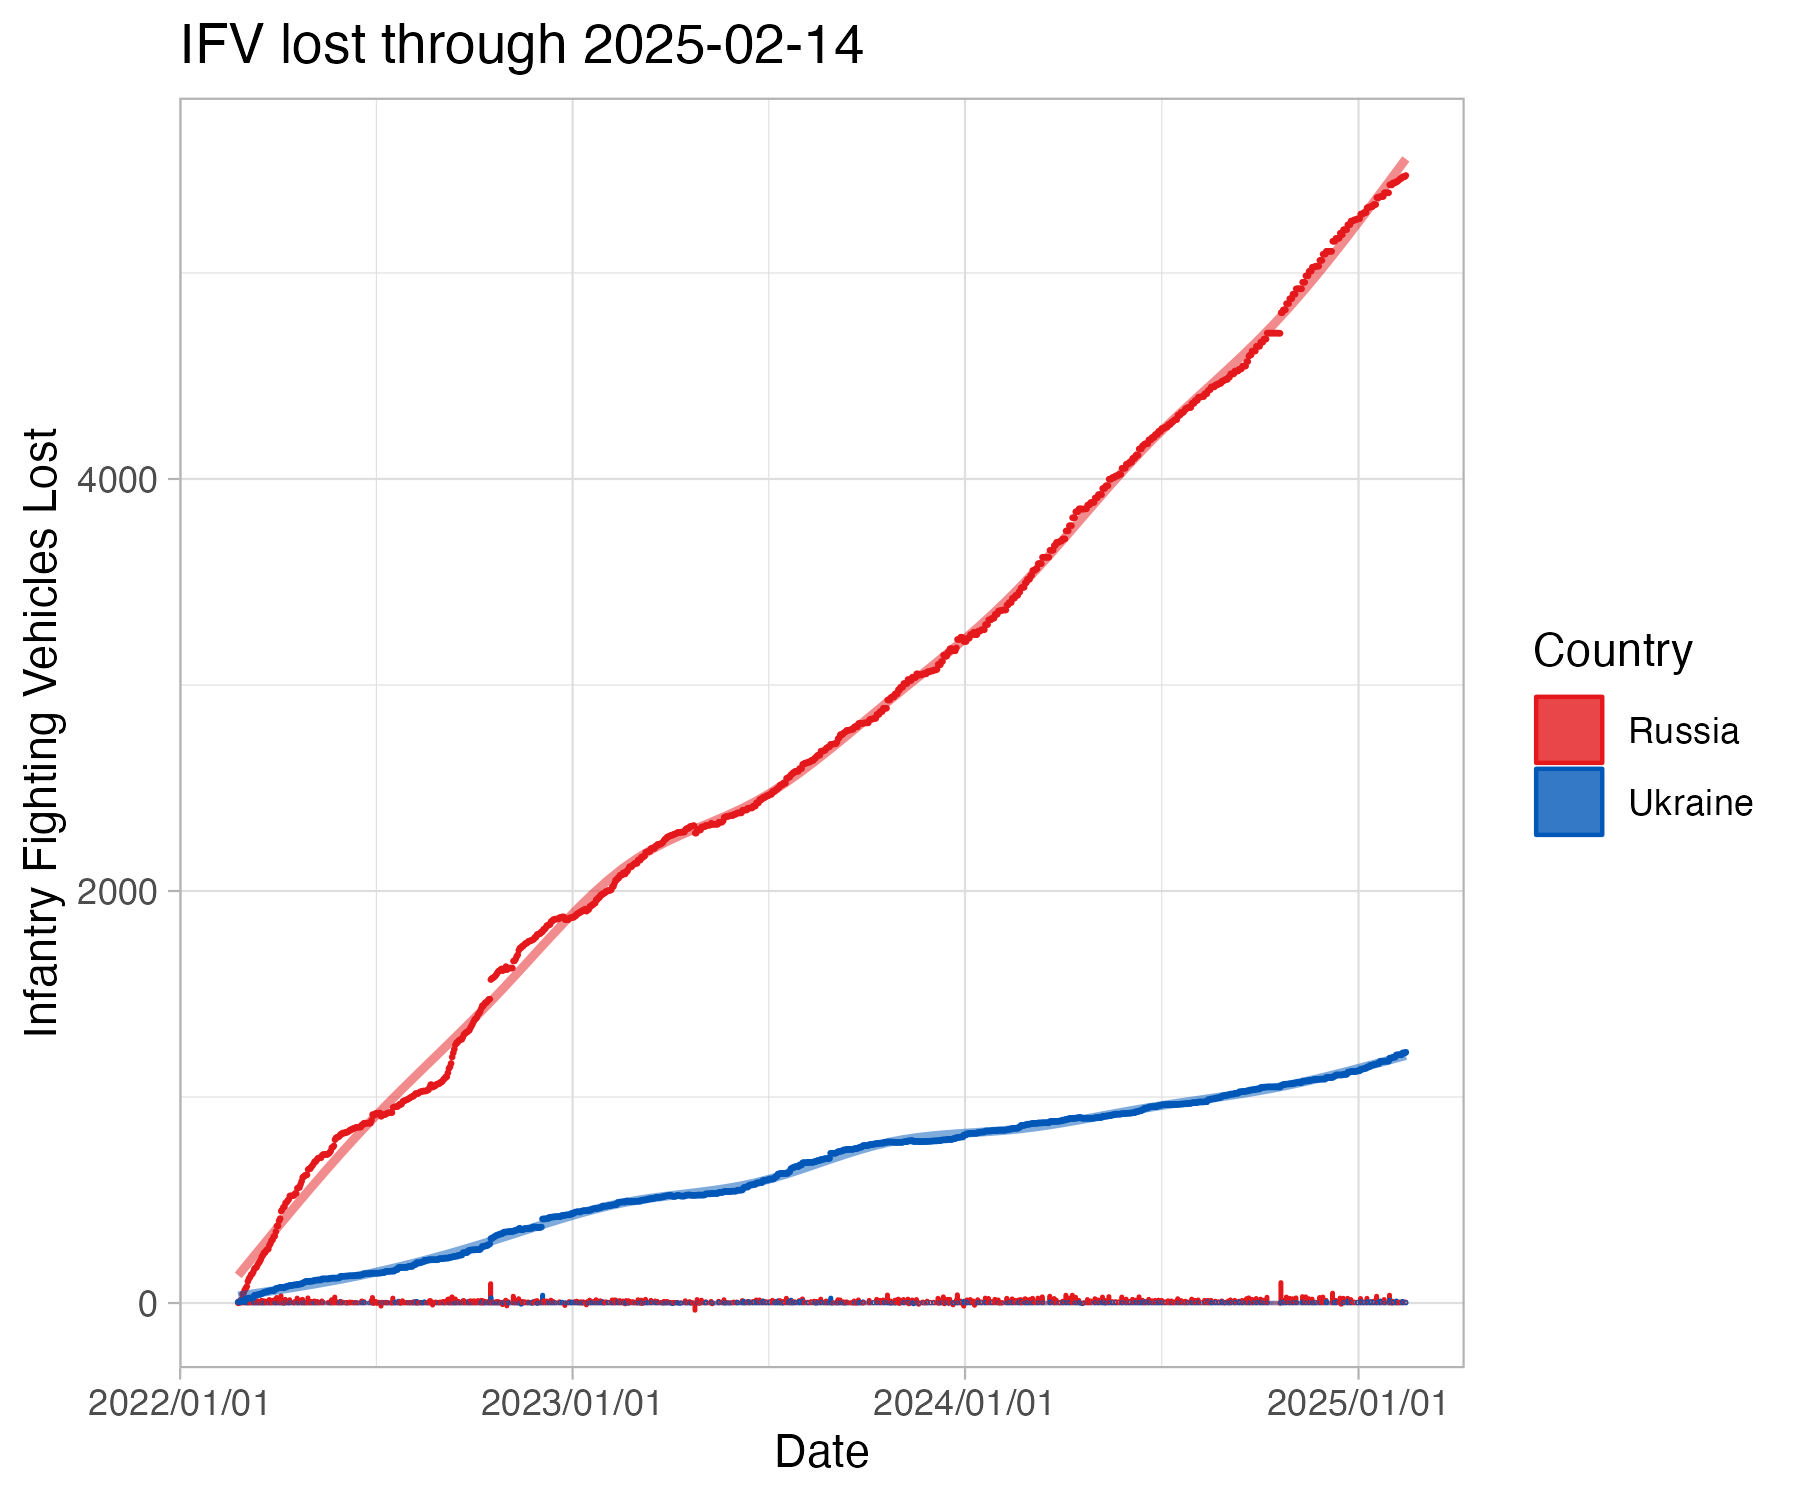 IFV lost through 2025-02-14
Infantry Fighting Vehicles Lost
4000
2000
0
2022/01/01
2023/01/01
2024/01/01
2025/01/01
Date
Country
Russia
Ukraine